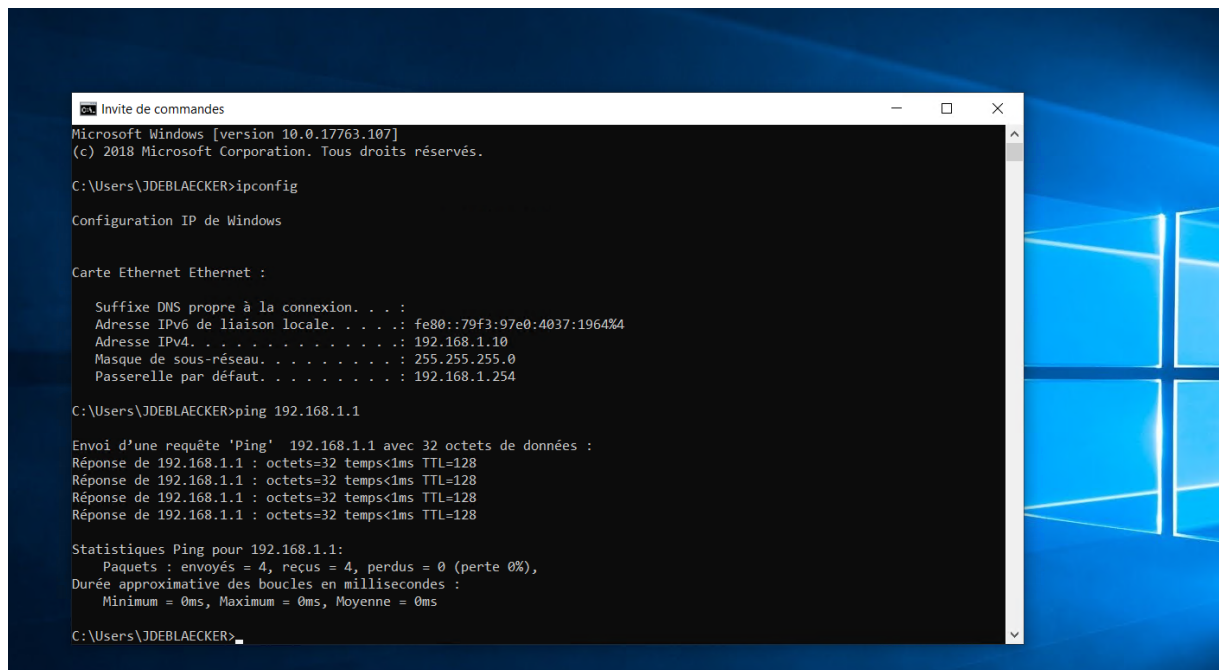 Invite de commandes
Microsoft Windows [version 10.0.17763.107]
(c) 2018 Microsoft Corporation. Tous droits réservés.
C:\Users\JDEBLAECKER>ipconfig
Configuration IP de Windows
Carte Ethernet Ethernet :
Suffixe DNS propre à la connexion. . . :
Adresse IPv6 de liaison locale. . . . .: fe80::79f3:97e0:4037:1964%4
Adresse IPv4. . . . . . . . . . . . . .: 192.168.1.10
Masque de sous-réseau. . . . . . . . . : 255.255.255.0
Passerelle par défaut. . . . . . . . . : 192.168.1.254
C:\Users\JDEBLAECKER>ping 192.168.1.1
Envoi d’une requête 'Ping'  192.168.1.1 avec 32 octets de données :
Réponse de 192.168.1.1 : octets=32 temps<1ms TTL=128
Réponse de 192.168.1.1 : octets=32 temps<1ms TTL=128
Réponse de 192.168.1.1 : octets=32 temps<1ms TTL=128
Réponse de 192.168.1.1 : octets=32 temps<1ms TTL=128
Statistiques Ping pour 192.168.1.1:
Paquets : envoyés = 4, reçus = 4, perdus = 0 (perte 0%),
Durée approximative des boucles en millisecondes :
Minimum = 0ms, Maximum = 0ms, Moyenne = 0ms
C:\Users\JDEBLAECKER>